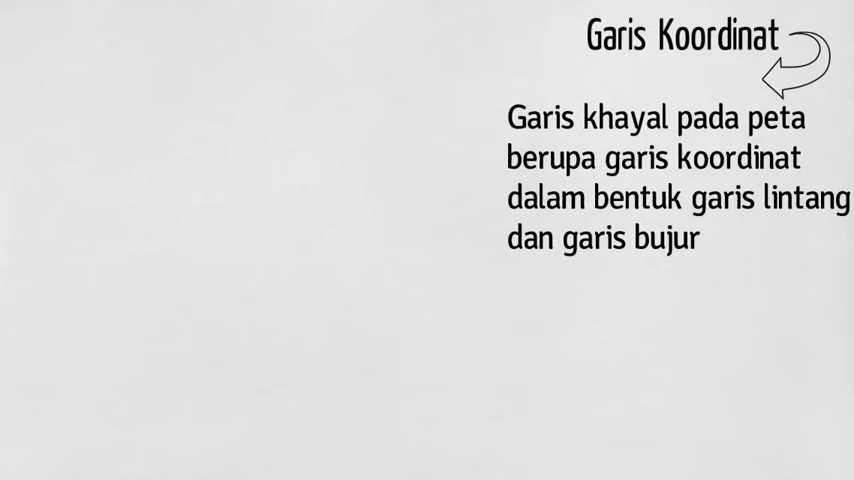 Garis Koordinat
Garis khayal pada peta
berupa garis koordinat
dalam bentuk garis lintang
dan garis bujur